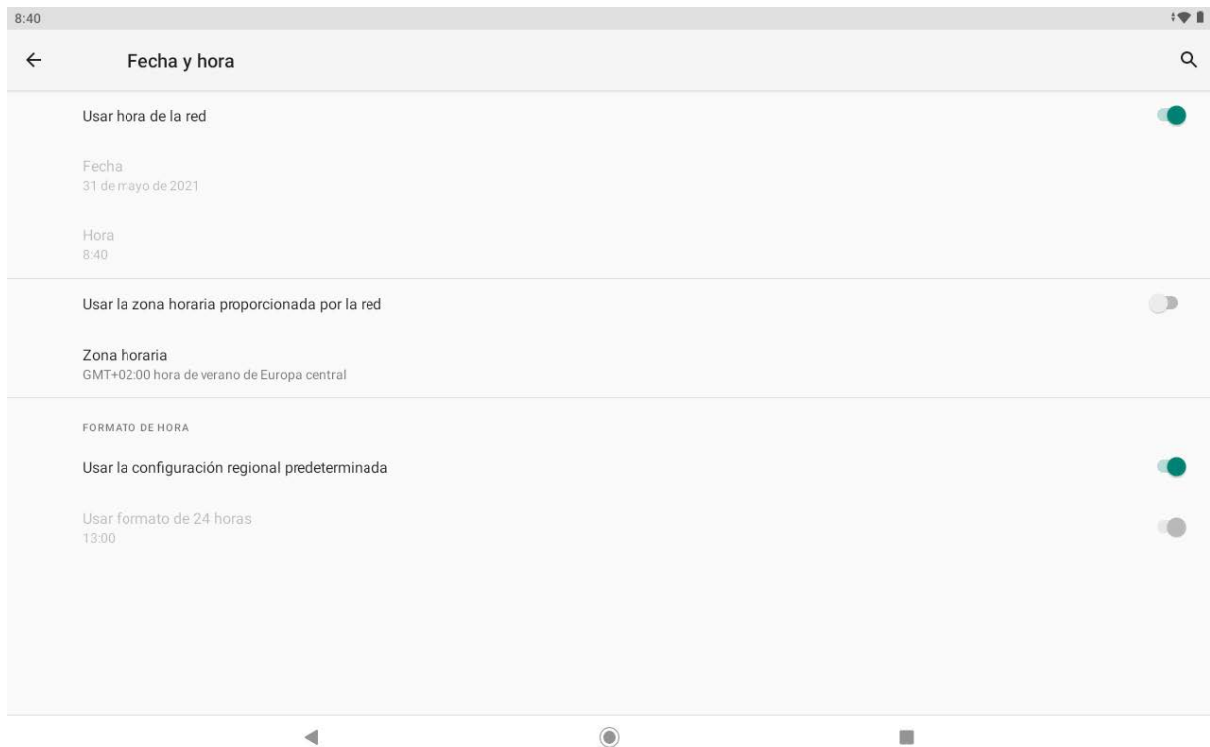 8:40
Fecha y hora
Usar hora de la red
Fecha
31 de mayo de 2021
Hora
8:40
Usar la zona horaria proporcionada por la red
Zona horaria
GMT+02:00 hora de verano de Europa central
FORMATO DE HORA
Usar la configuración regional predeterminada
Usar formato de 24 horas
13:00